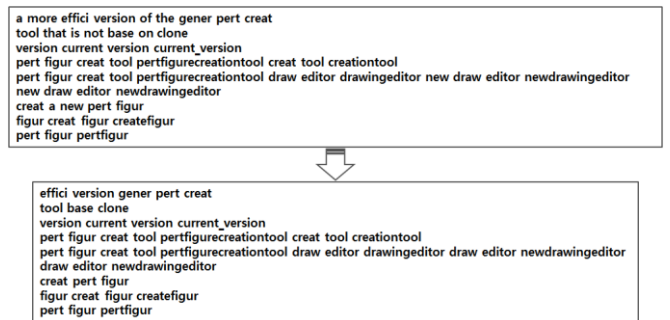 a more effici version of the gener pert creat
tool that is not base on clone
version current version current_version
pert figur creat tool pertfigurecreationtool creat tool creationtool
pert figur creat tool pertfigurecreationtool draw editor drawingeditor new draw editor newdrawingeditor
new draw editor newdrawingeditor
creat a new pert figur
figur creat figur createfigur
pert figur pertfigur
effici version gener pert creat
tool base clone
version current version current_version
pert figur creat tool pertfigurecreationtool creat tool creationtool
pert figur creat tool pertfigurecreationtool draw editor drawingeditor draw editor newdrawingeditor
draw editor newdrawingeditor
creat pert figur
figur creat figur createfigur
pert figur pertfigur